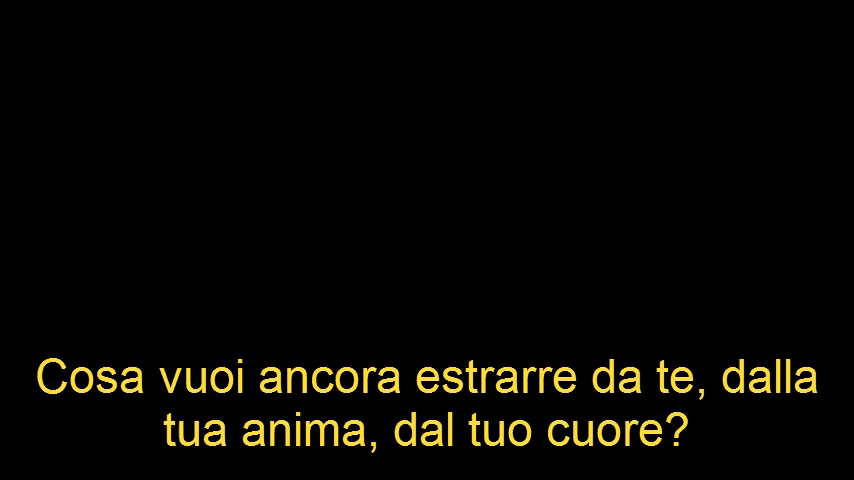 Cosa vuoi ancora estrarre da te, dalla
tua anima, dal tuo cuore?